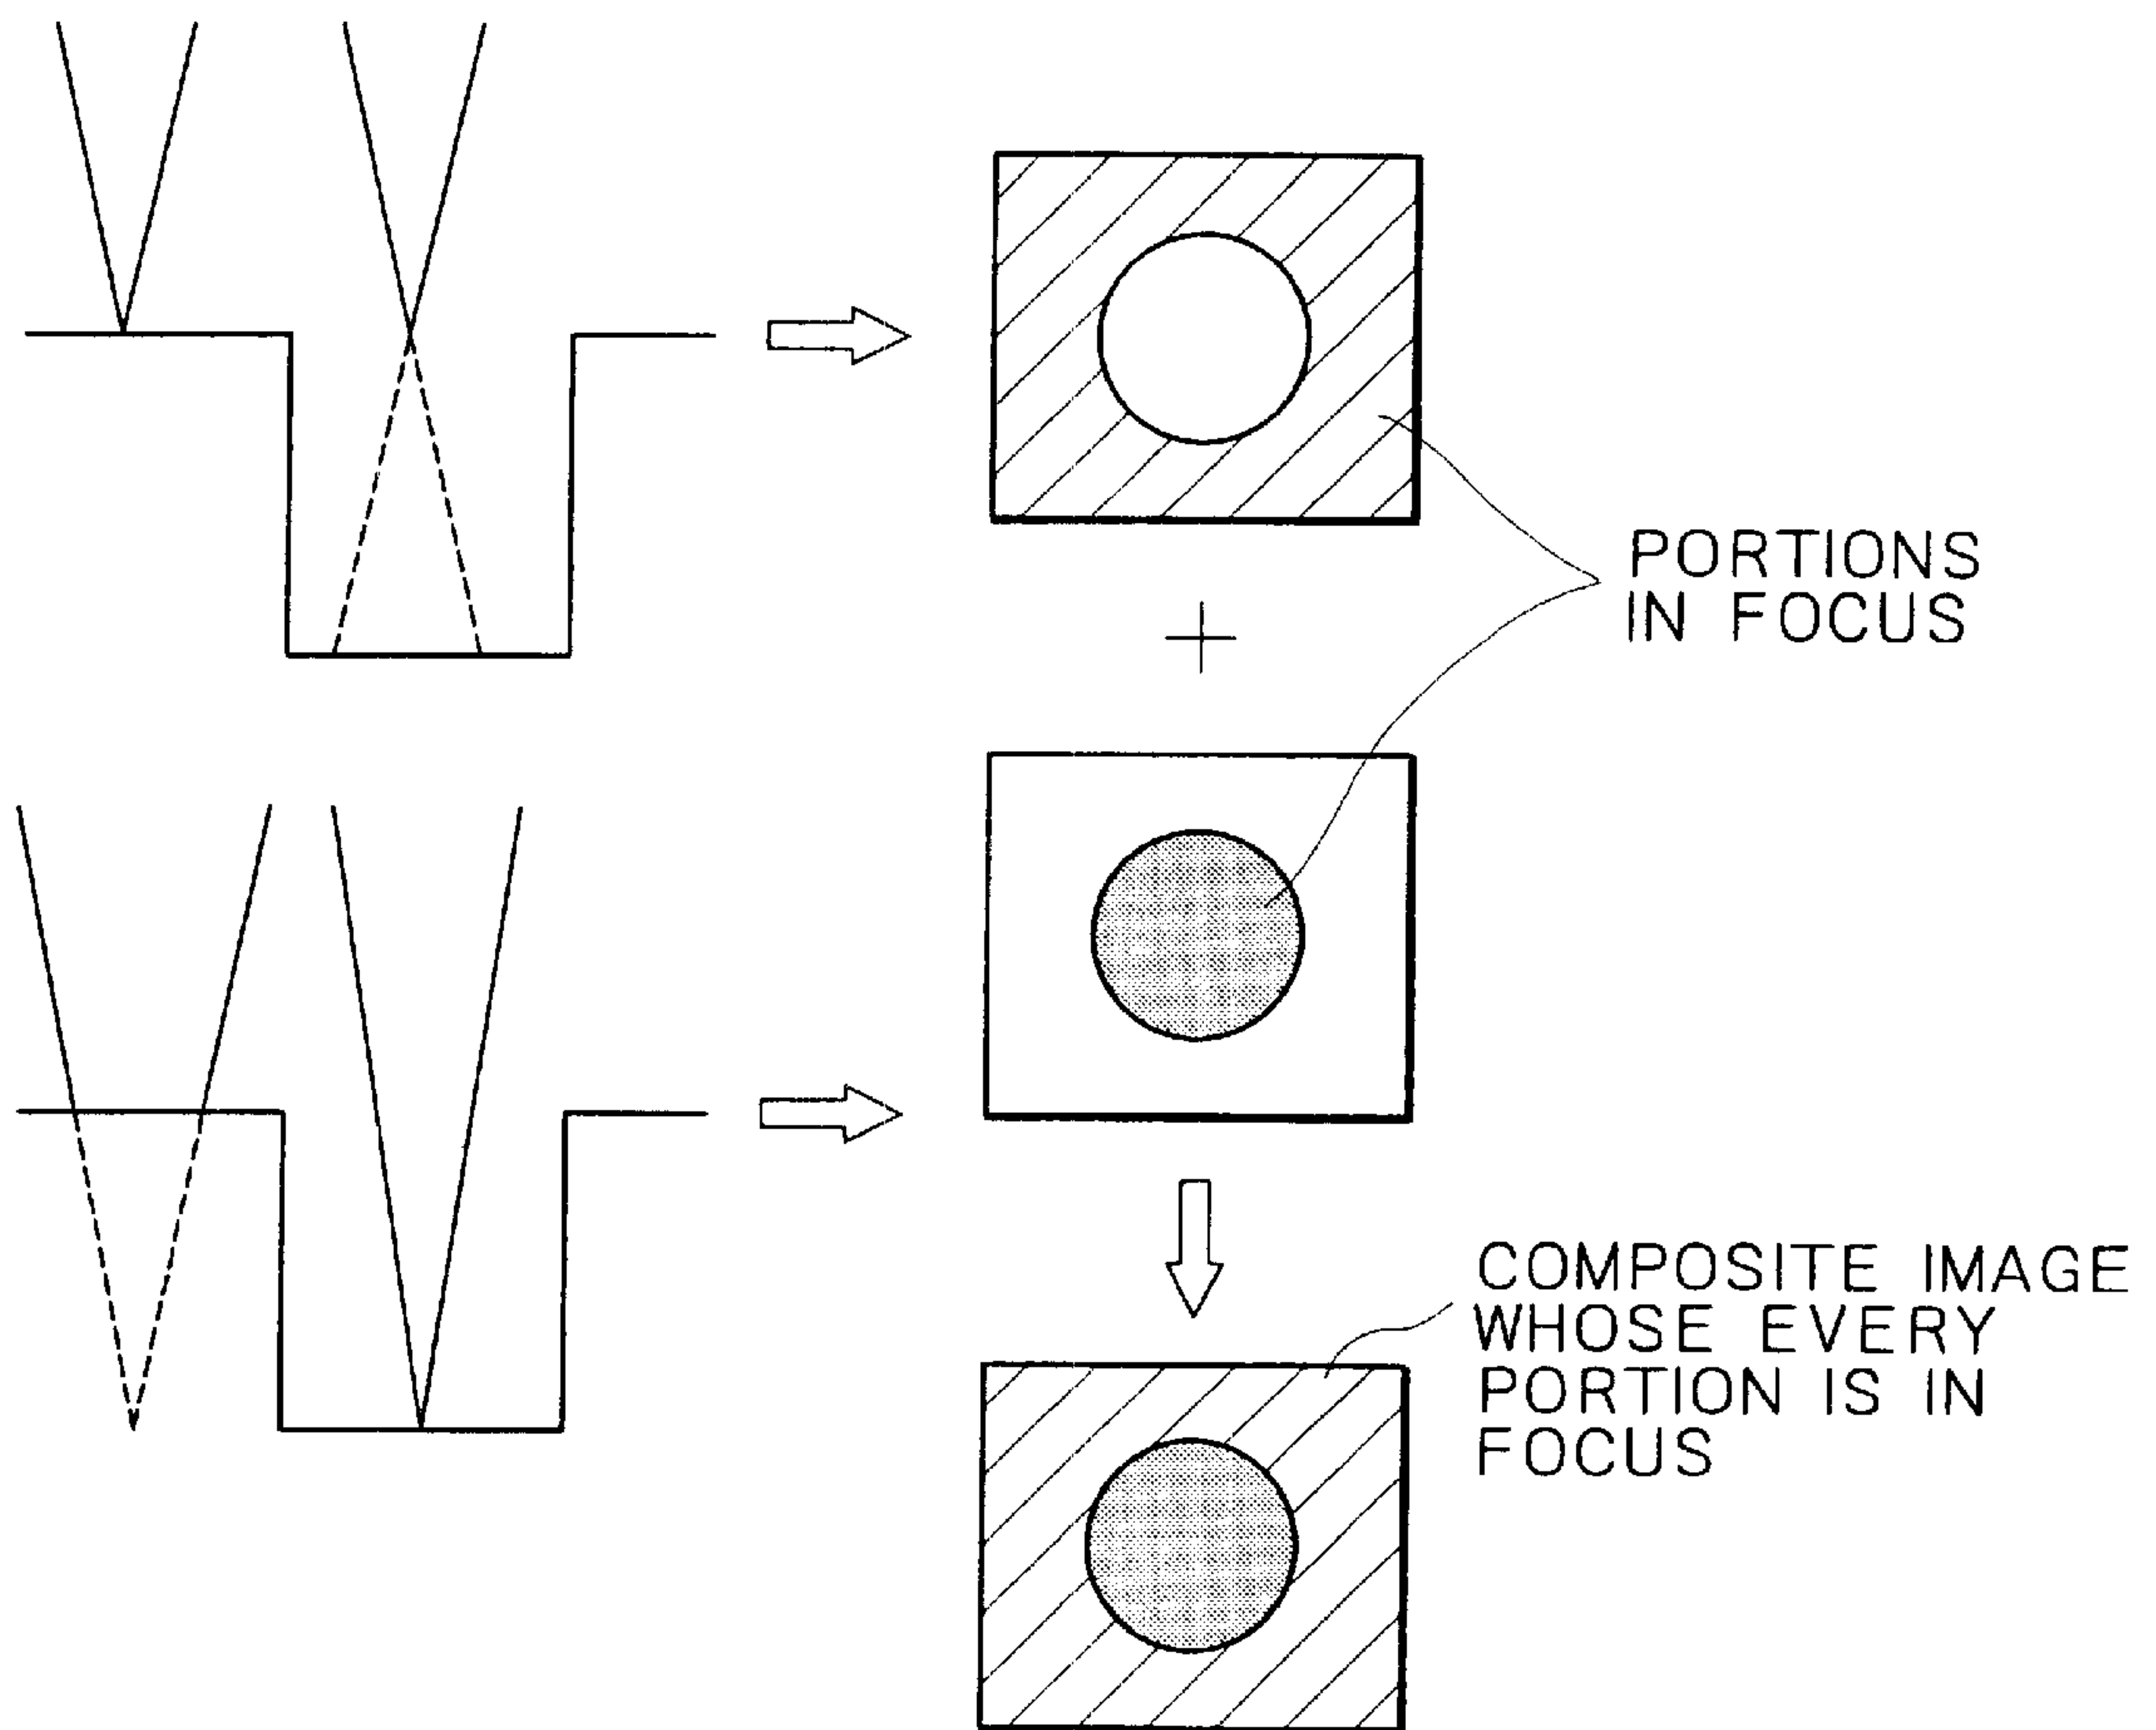 PORTIONS
IN FOCUS
COMPOSITE IMAGE
WHOSE EVERY
PORTION IS IN
FOCUS